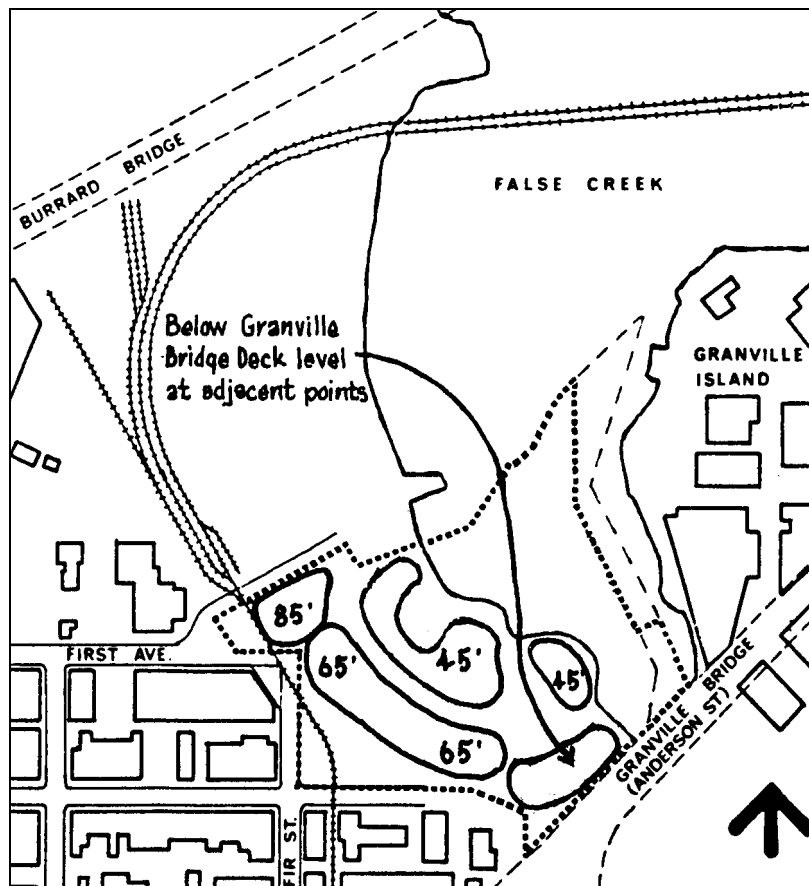 BURRARD BRIDGE
FALSE CREEK
Below Granville
Bridge Deck level
at adjacent points
GRANVILLE
ISLAND
85'
65'
45'
45'
65'
FIRST AVE.
GRANVILLE BRIDGE
(ANDERSON ST)
FIR ST.